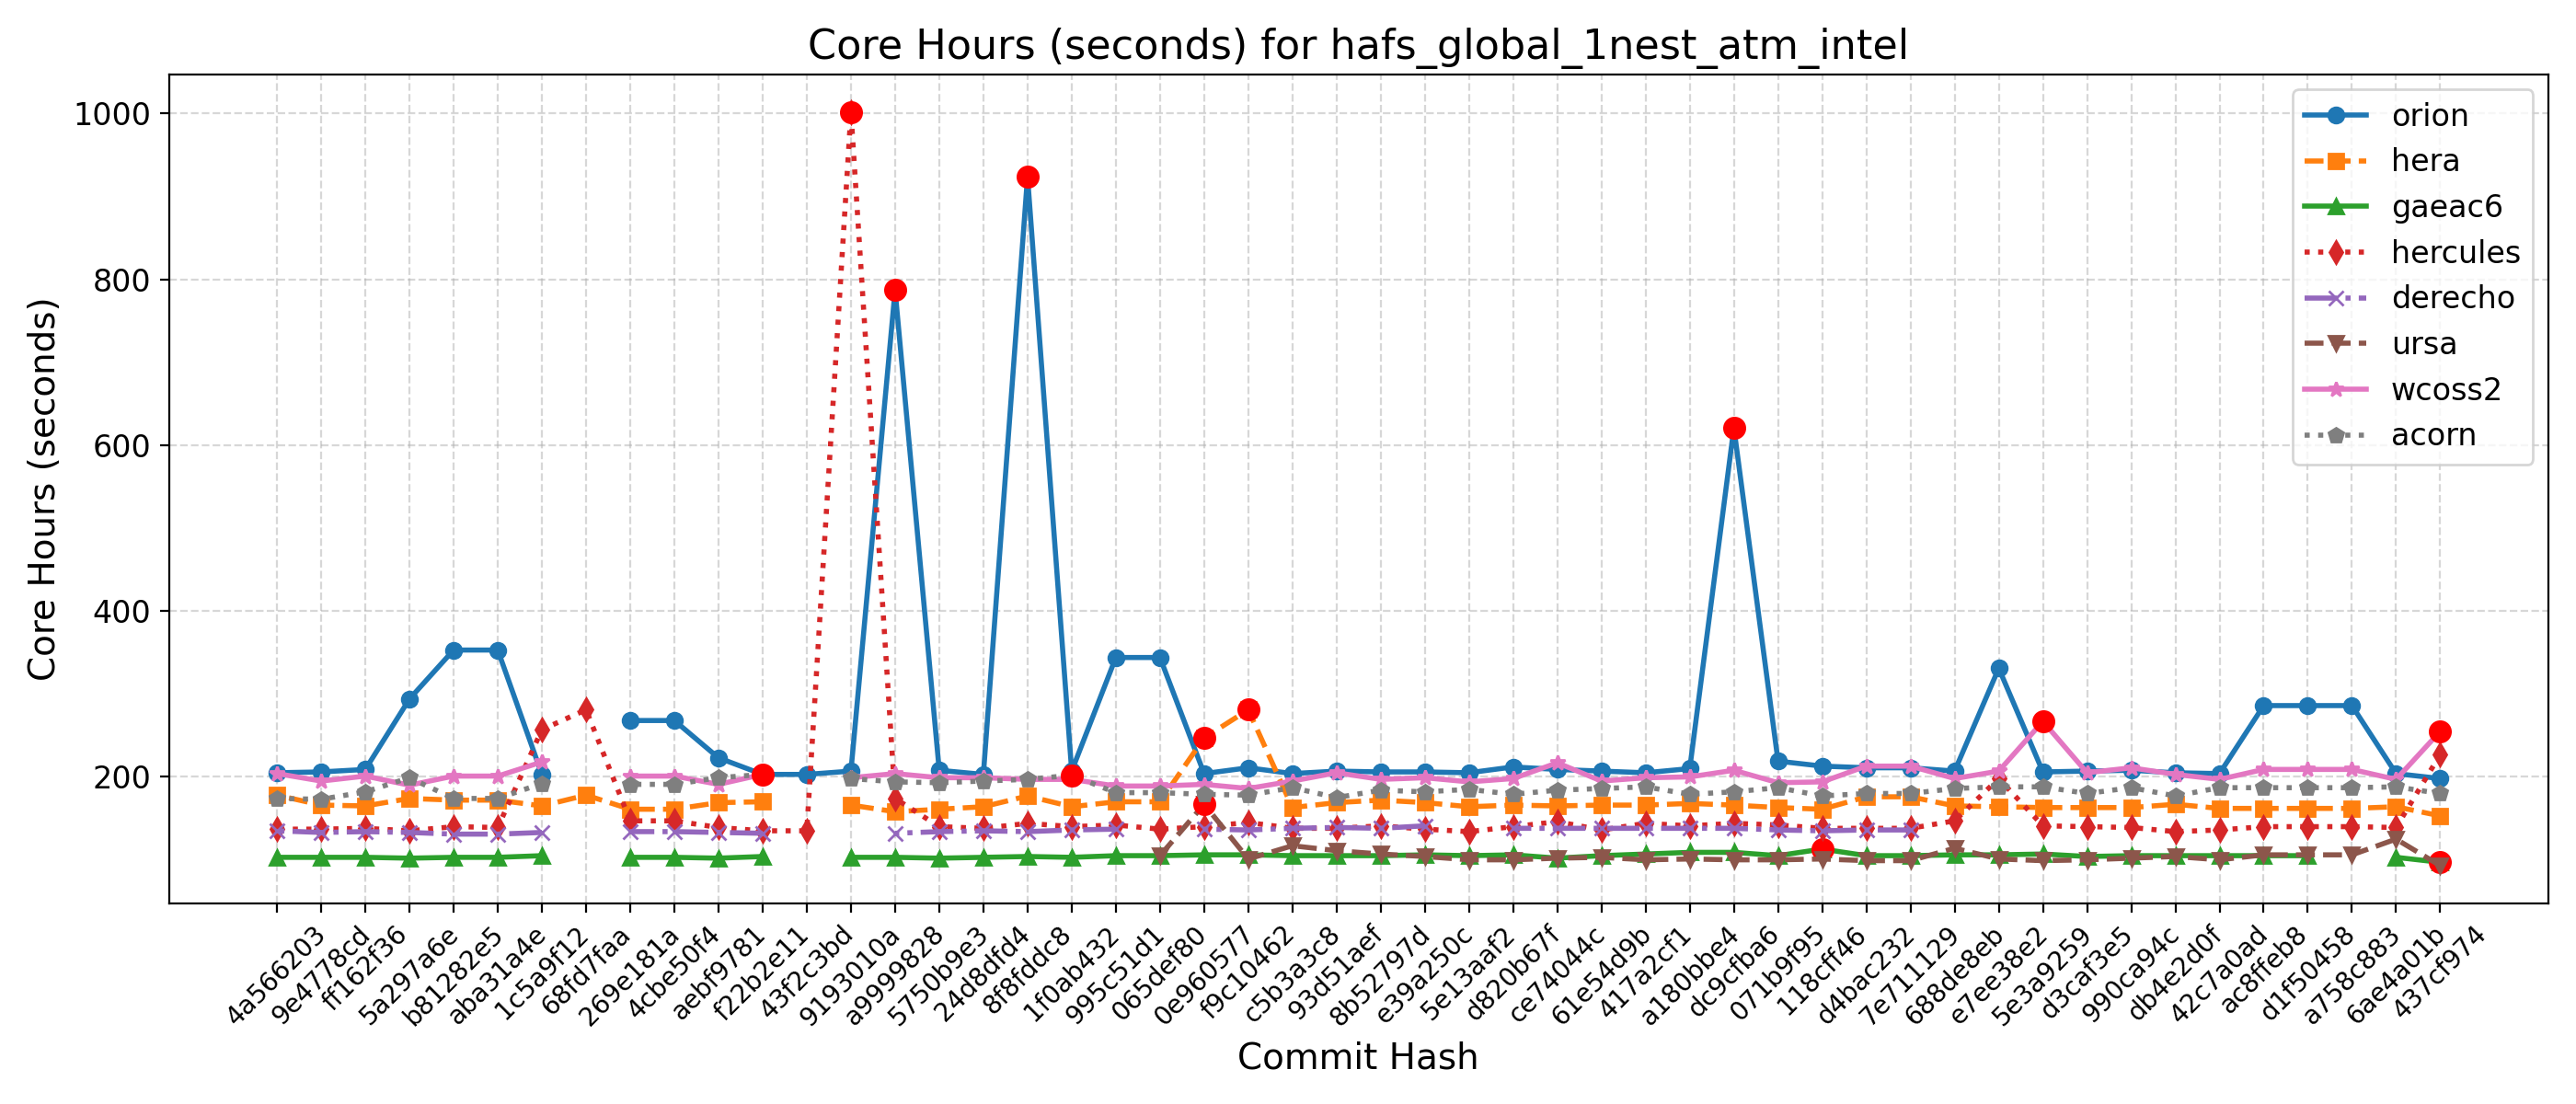 Core Hours (seconds) for hafs_global_1nest_atm_intel
Core Hours (seconds)
1000
800
600
400
200
orion
hera
gaeac6
hercules
derecho
ursa
wcoss2
acorn
4a566203
9e4778cd
ff162f36
5a297a6e
b81282e5
aba31a4e
1c5a9f12
68fd7faa
269e181a
4cbe50f4
aebf9781
f22b2e11
43f2c3bd
9193010a
a9999828
5750b9e3
24d8dfd4
8f8fddc8
1f0ab432
995c51d1
065def80
0e960577
f9c10462
c5b3a3c8
93d51aef
8b52797d
e39a250c
5e13aaf2
d820b67f
ce74044c
61e54d9b
417a2cf1
a180bbe4
dc9cfba6
071b9f95
118cff46
d4bac232
7e711129
688de8eb
e7ee38e2
5e3a9259
d3caf3e5
990ca94c
db4e2d0f
42c7a0ad
ac8ffeb8
d1f50458
a758c883
6ae4a01b
437cf974
Commit Hash